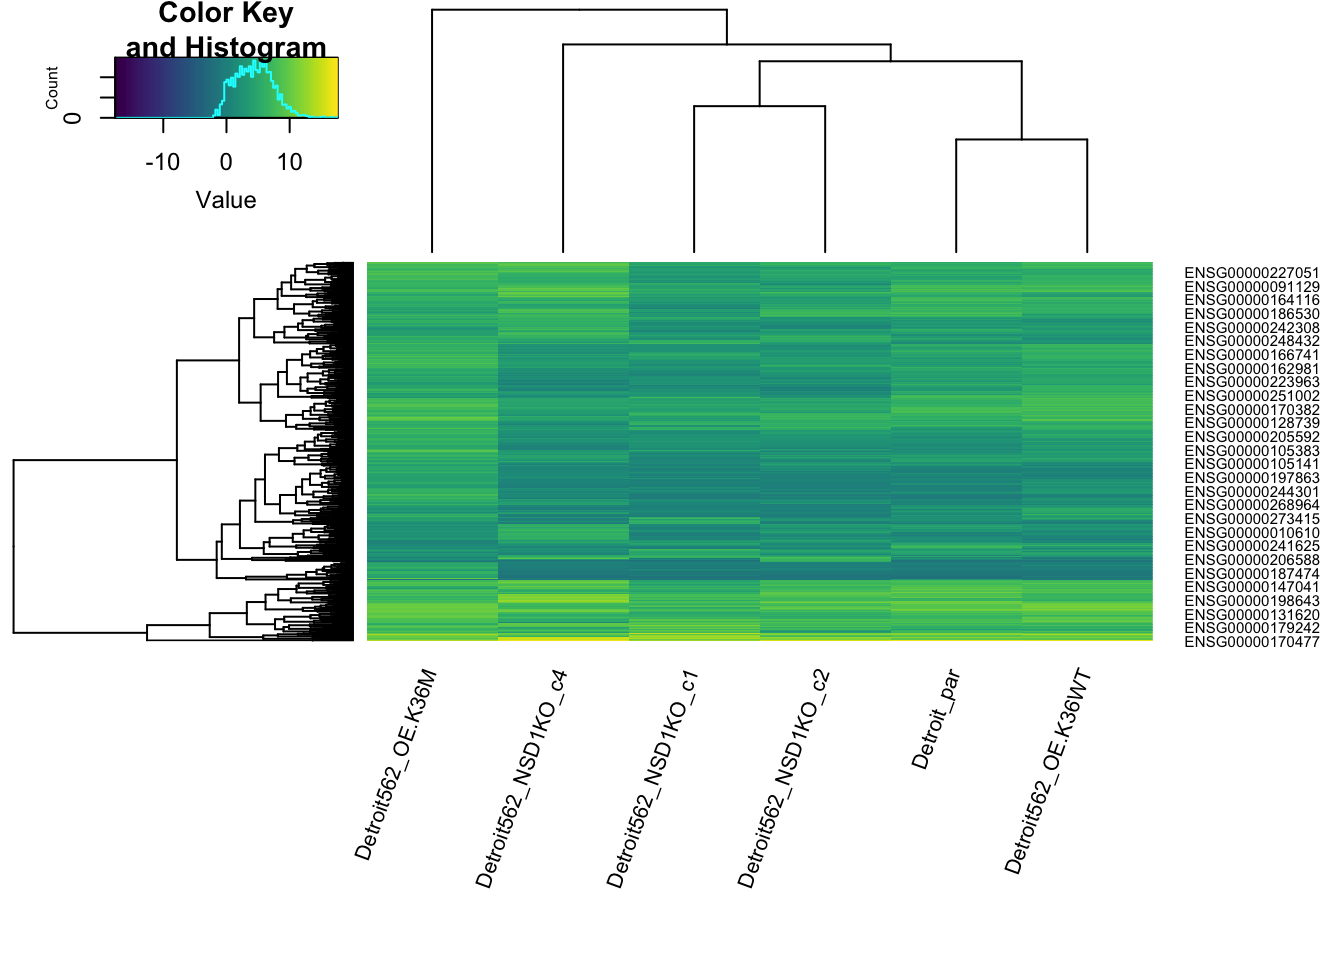 Color Key
and Histogram
Count
0
-10 0 10
Value
ENSG00000227051
ENSG00000091129
ENSG00000164116
ENSG00000186530
ENSG00000242308
ENSG00000248432
ENSG00000166741
ENSG00000162981
ENSG00000223963
ENSG00000251002
ENSG00000170382
ENSG00000128739
ENSG00000205592
ENSG00000105383
ENSG00000105141
ENSG00000197863
ENSG00000244301
ENSG00000268964
ENSG00000273415
ENSG00000010610
ENSG00000241625
ENSG00000206588
ENSG00000187474
ENSG00000147041
ENSG00000198643
ENSG00000131620
ENSG00000179242
ENSG00000170477
Detroit562_OE.K36M
Detroit562_NSD1KO_c4
Detroit562_NSD1KO_c1
Detroit562_NSD1KO_c2
Detroit_par
Detroit562_OE.K36WT